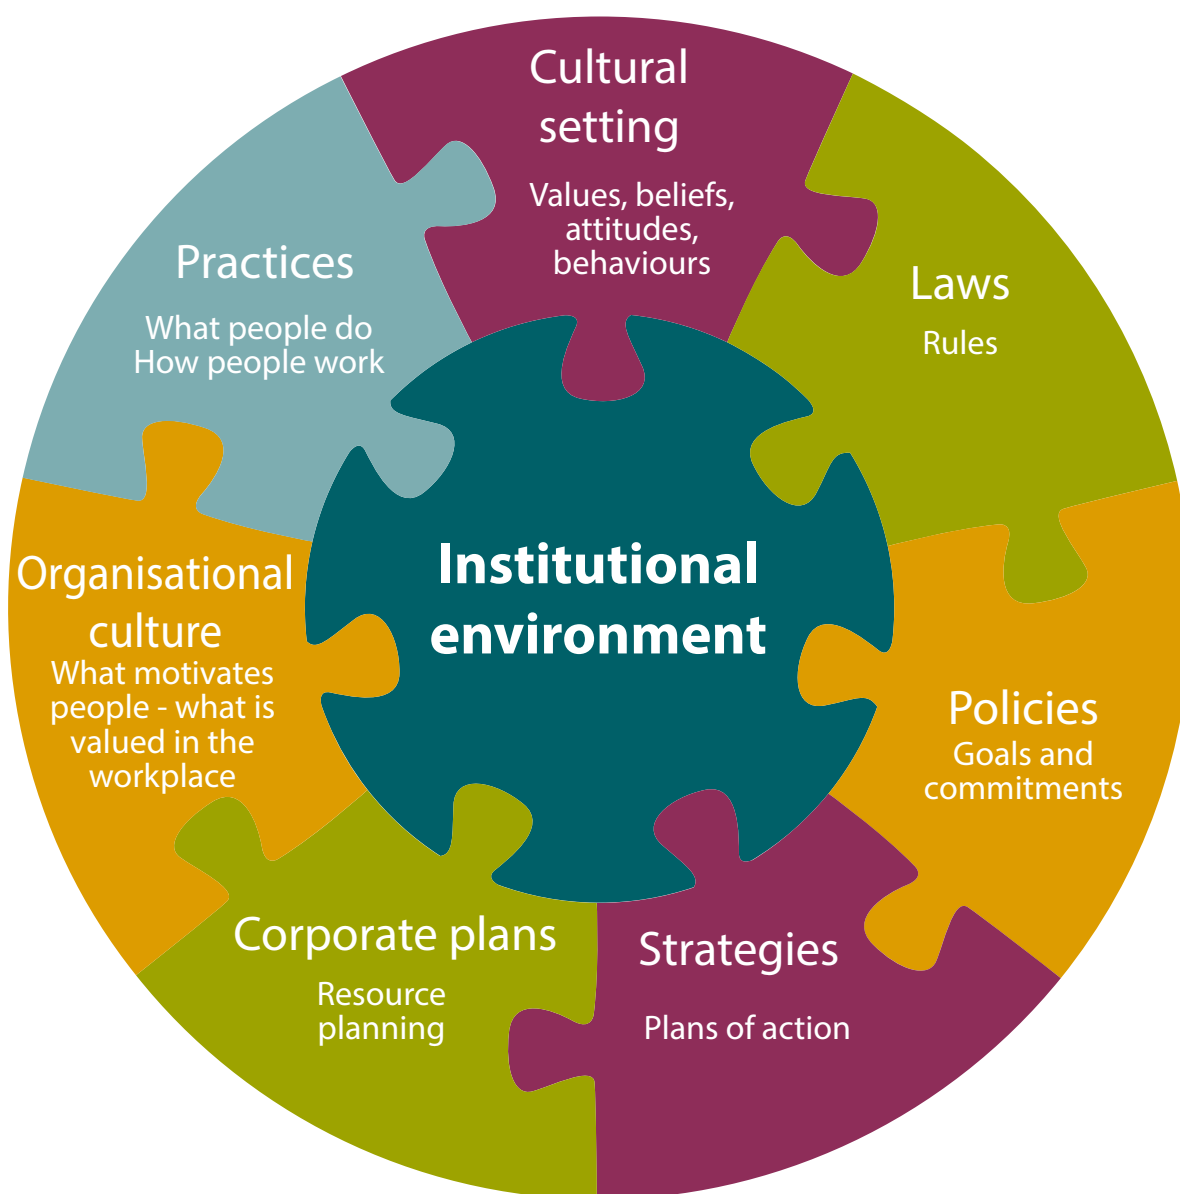 Cultural
setting
Values, beliefs,
attitudes,
behaviours
Laws
Rules
Policies
Goals and
commitments
Strategies
Plans of action
Corporate plans
Resource
planning
Organisational
culture
What motivates
people - what is
valued in the
workplace
Practices
What people do
How people work
Institutional
environment